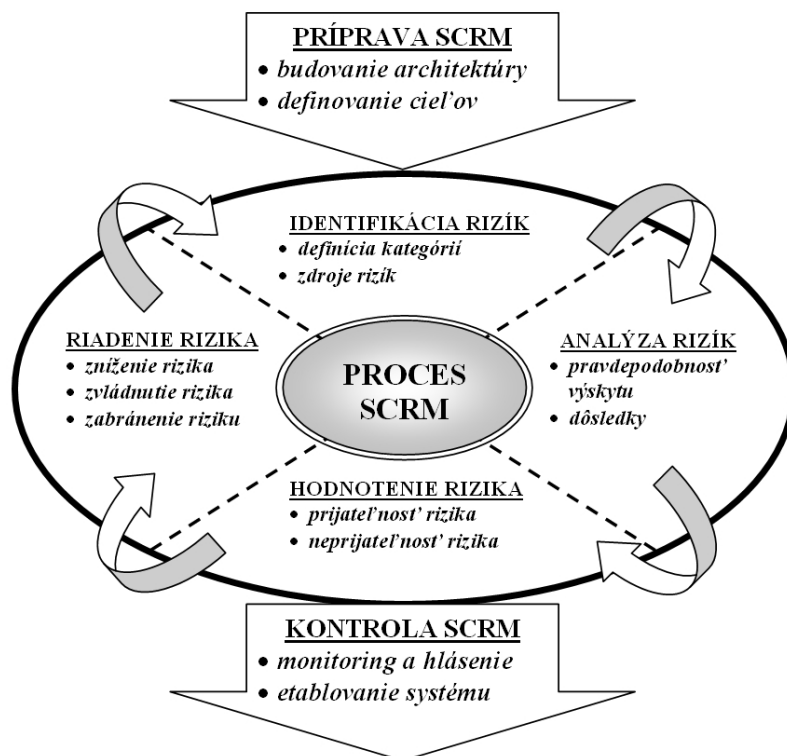 PRÍPRAVA SCRM
• budovanie architektúry
• definovanie cieľov
IDENTIFIKÁCIA RIZÍK
• definícia kategórií
• zdroje rizík
RIADENIE RIZIKA
• zníženie rizika
• zvládnutie rizika
• zabránenie riziku
PROCES
SCRM
ANALÝZA RIZÍK
• pravdepodobnosť
výskytu
• dôsledky
HODNOTENIE RIZIKA
• prijateľnosť rizika
• neprijateľnosť rizika
KONTROLA SCRM
• monitoring a hlásenie
• etablovanie systému